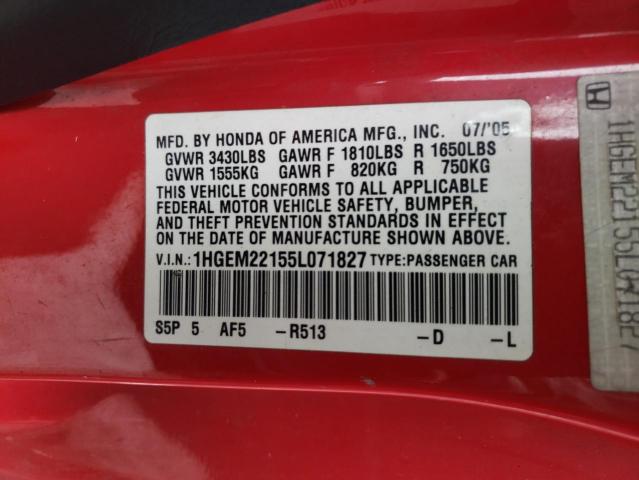 MFD. BY HONDA OF AMERICA MFG., INC. 07/'05
GVWR 3430LBS GAWR F 1810LBS R 1650LBS
GVWR 1555KG GAWR F 820KG R 750KG
THIS VEHICLE CONFORMS TO ALL APPLICABLE
FEDERAL MOTOR VEHICLE SAFETY, BUMPER,
AND THEFT PREVENTION STANDARDS IN EFFECT
ON THE DATE OF MANUFACTURE SHOWN ABOVE.
V.I.N.: 1HGEM22155L071827 TYPE:PASSENGER CAR
S5P 5 AF5 -R513 -D -L
1HGEM22155L071827